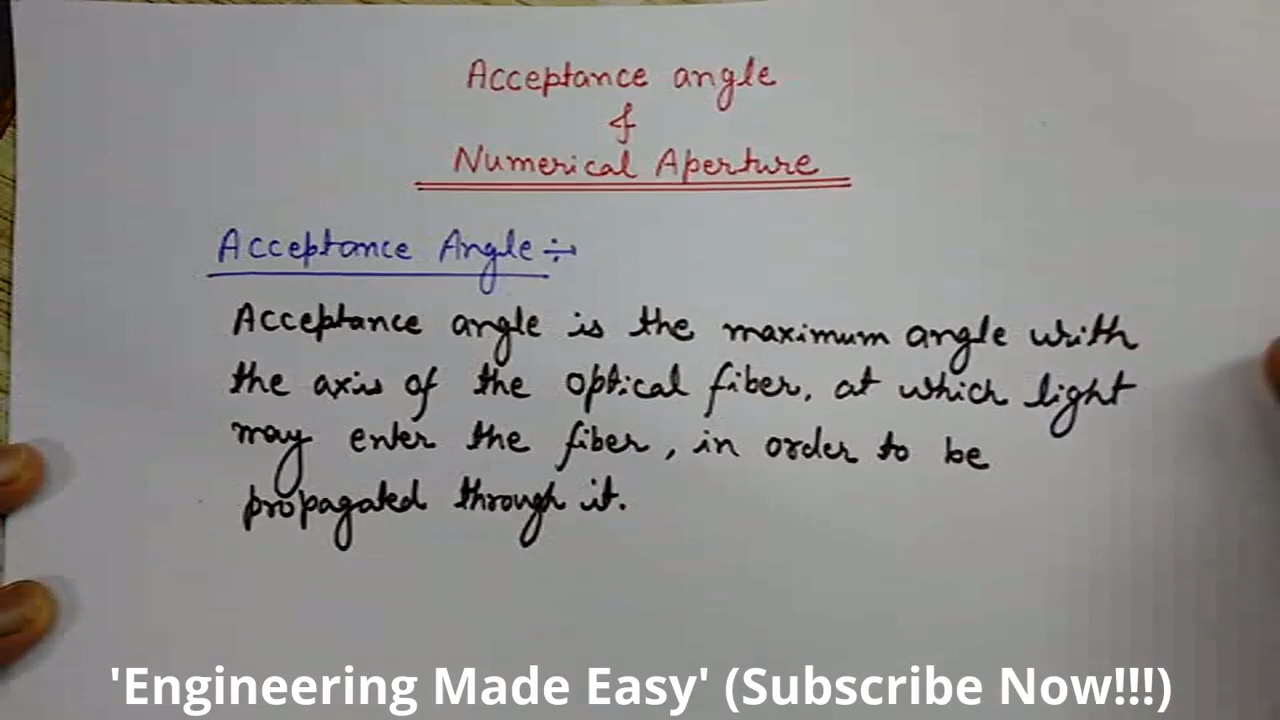 Acceptance angle
&
Numerical Aperture
Acceptance Angle :-
Acceptance angle is the maximum angle with
the axis of the optical fiber, at which light
may enter the fiber, in order to be
propagated through it.
'Engineering Made Easy' (Subscribe Now!!!)